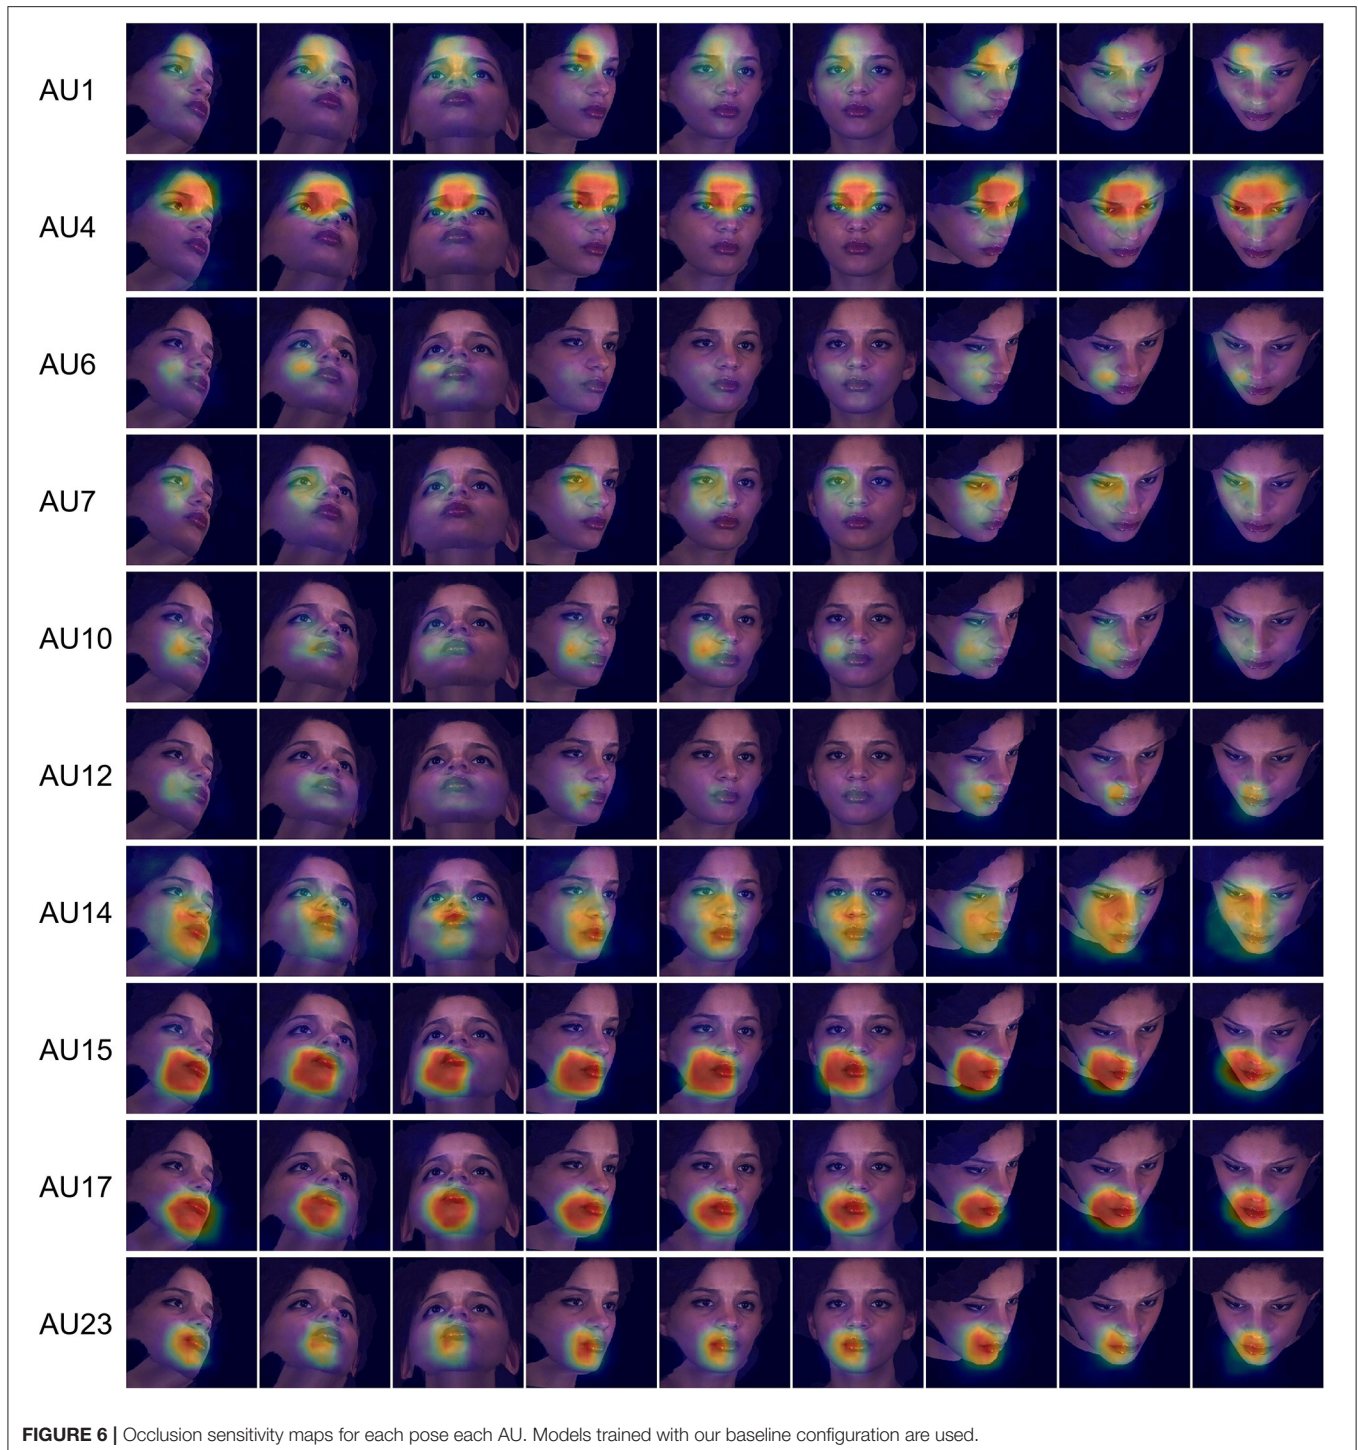 AU1
AU4
AU6
AU7
AU10
AU12
AU14
AU15
AU17
AU23
FIGURE 6 | Occlusion sensitivity maps for each pose each AU. Models trained with our baseline configuration are used.